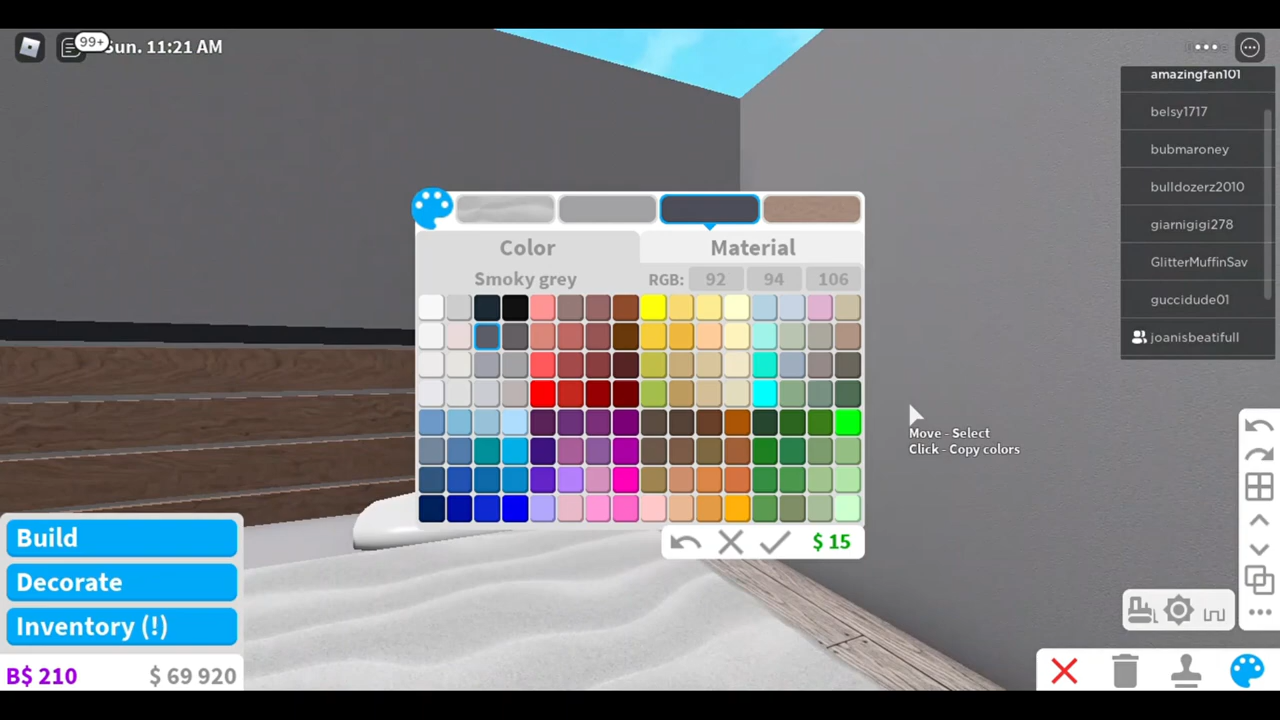 99+
Sun. 11:21 AM
amazingfan101
belsy1717
bubmaroney
bulldozerz2010
giarnigigi278
GlitterMuffinSav
guccidude01
joanisbeatifull
Color
Material
Smoky grey
RGB: 92 94 106
Move - Select
Click - Copy colors
$ 15
Build
Decorate
Inventory (!)
B$ 210
$ 69 920